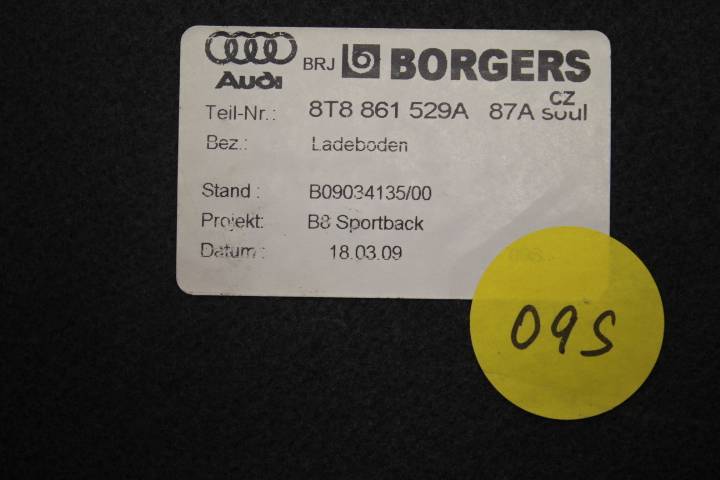 Audi BRJ b BORGERS
Teil-Nr.: 8T8 861 529A 87A soul CZ
Bez.: Ladeboden
Stand : B09034135/00
Projekt: B8 Sportback
Datum : 18.03.09
09S